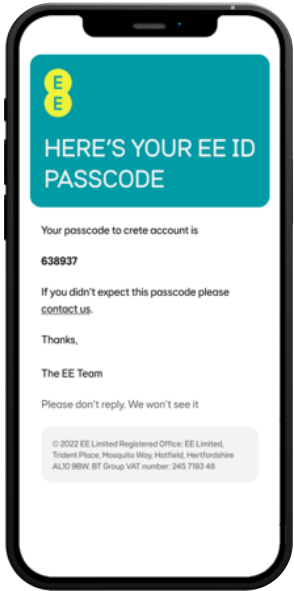 E
E
HERE'S YOUR EE ID
PASSCODE
Your passcode to crete account is
638937
If you didn't expect this passcode please
contact us.
Thanks,
The EE Team
Please don't reply. We won't see it
© 2022 EE Limited Registered Office: EE Limited,
Trident Place, Mosquito Way, Hatfield, Hertfordshire
AL10 9BW. BT Group VAT number: 245 7193 48